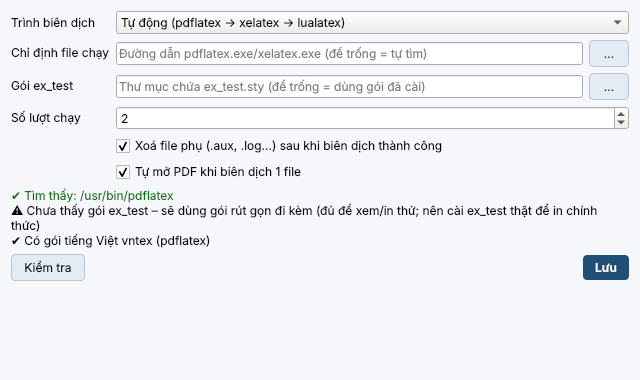 Trình biên dịch Tự động (pdflatex → xelatex → lualatex)
Chỉ định file chạy Đường dẫn pdflatex.exe/xelatex.exe (để trống = tự tìm) ...
Gói ex_test Thư mục chứa ex_test.sty (để trống = dùng gói đã cài) ...
Số lượt chạy 2
✔ Xoá file phụ (.aux, .log...) sau khi biên dịch thành công
✔ Tự mở PDF khi biên dịch 1 file
✔ Tìm thấy: /usr/bin/pdflatex
⚠ Chưa thấy gói ex_test – sẽ dùng gói rút gọn đi kèm (đủ để xem/in thử; nên cài ex_test thật để in chính
thức)
✔ Có gói tiếng Việt vntex (pdflatex)
Kiểm tra Lưu